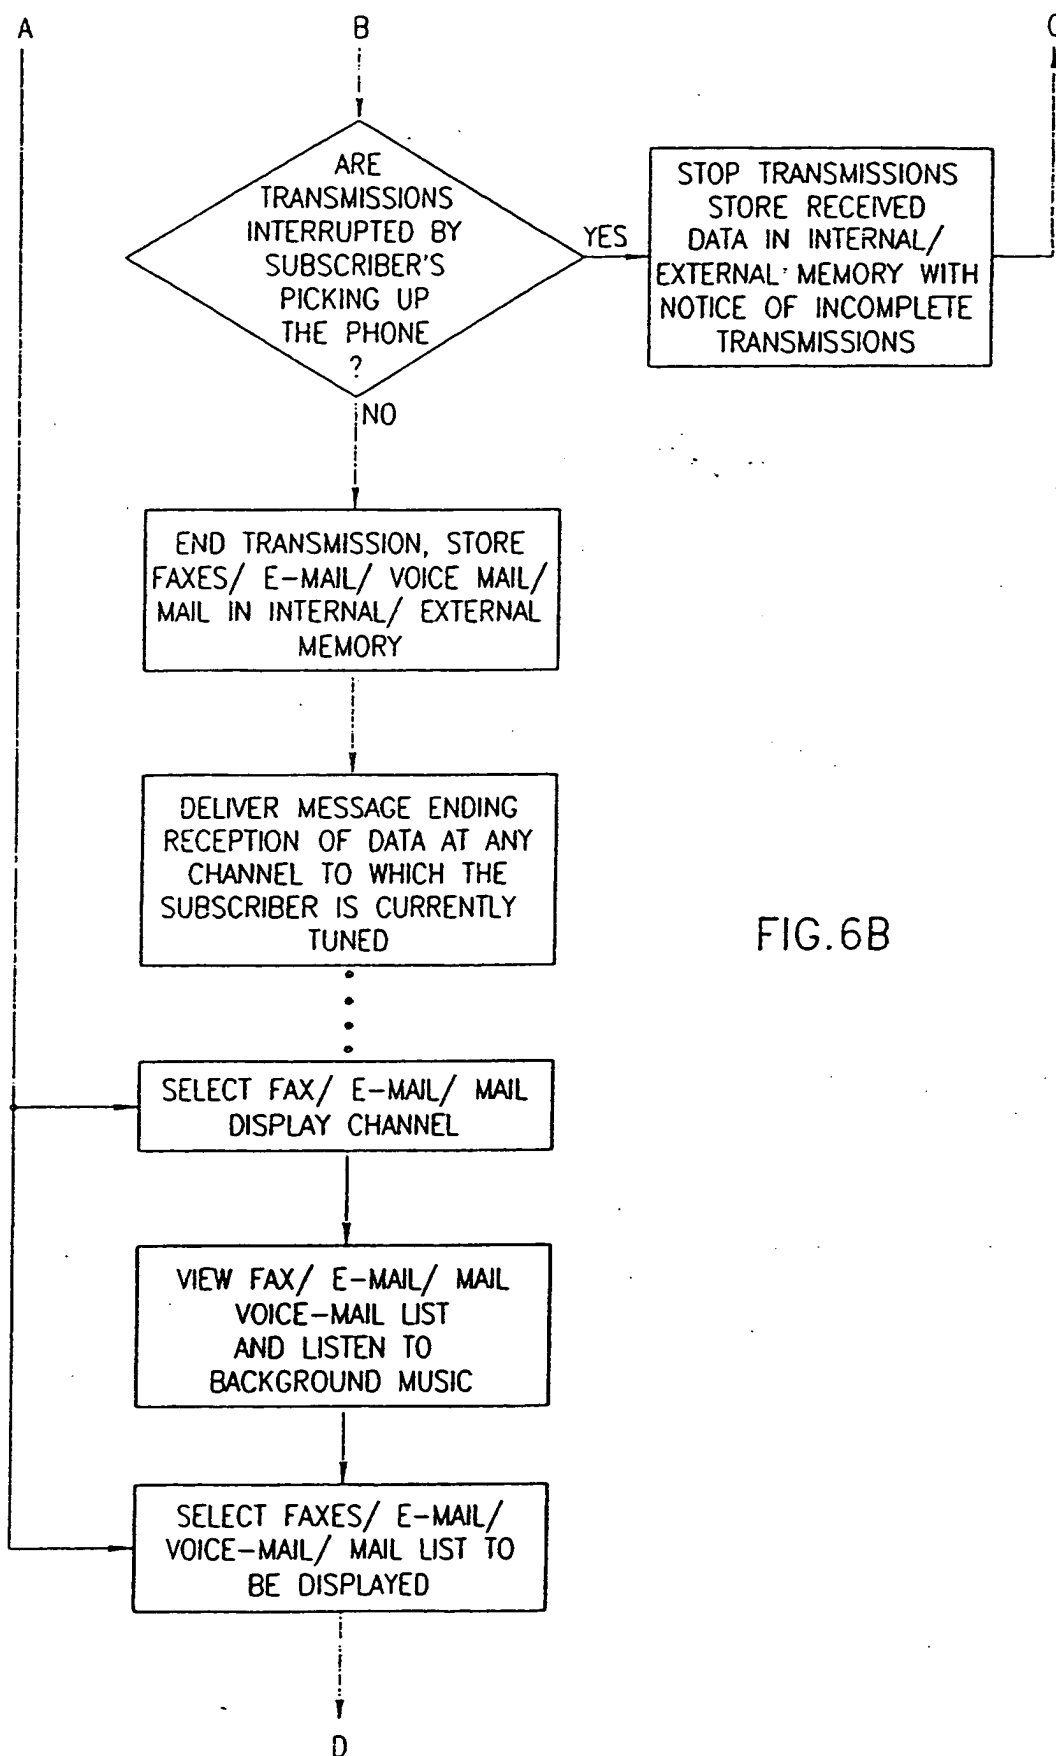 A
B
C
ARE
TRANSMISSIONS
INTERRUPTED BY
SUBSCRIBER'S
PICKING UP
THE PHONE
?
YES
STOP TRANSMISSIONS
STORE RECEIVED
DATA IN INTERNAL/
EXTERNAL MEMORY WITH
NOTICE OF INCOMPLETE
TRANSMISSIONS
NO
END TRANSMISSION, STORE
FAXES/ E-MAIL/ VOICE MAIL/
MAIL IN INTERNAL/ EXTERNAL
MEMORY
DELIVER MESSAGE ENDING
RECEPTION OF DATA AT ANY
CHANNEL TO WHICH THE
SUBSCRIBER IS CURRENTLY
TUNED
FIG.6B
SELECT FAX/ E-MAIL/ MAIL
DISPLAY CHANNEL
VIEW FAX/ E-MAIL/ MAIL
VOICE-MAIL LIST
AND LISTEN TO
BACKGROUND MUSIC
SELECT FAXES/ E-MAIL/
VOICE-MAIL/ MAIL LIST TO
BE DISPLAYED
D